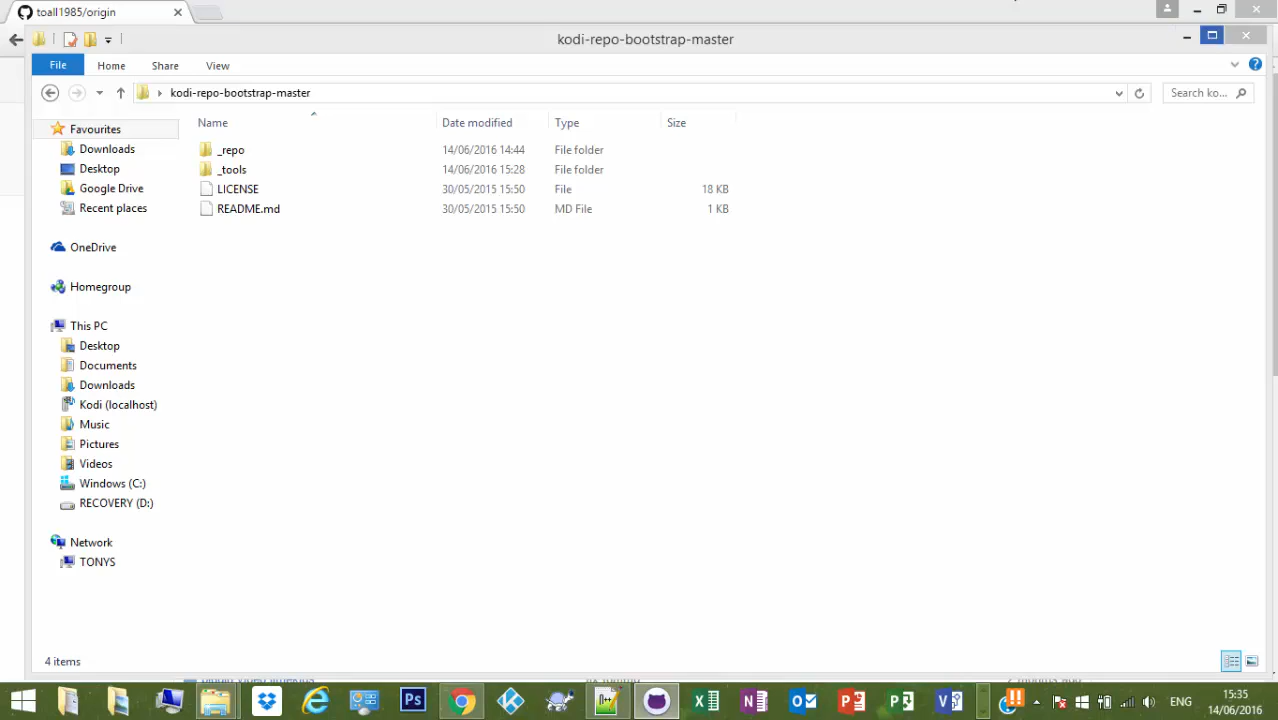 toall1985/origin
kodi-repo-bootstrap-master
File Home Share View
kodi-repo-bootstrap-master
Search ko...
Name Date modified Type Size
Favourites
Downloads
Desktop
Google Drive
Recent places
OneDrive
Homegroup
This PC
Desktop
Documents
Downloads
Kodi (localhost)
Music
Pictures
Videos
Windows (C:)
RECOVERY (D:)
Network
TONYS
_repo 14/06/2016 14:44 File folder
_tools 14/06/2016 15:28 File folder
LICENSE 30/05/2015 15:50 File 18 KB
README.md 30/05/2015 15:50 MD File 1 KB
4 items
Ps
ENG
15:35
14/06/2016